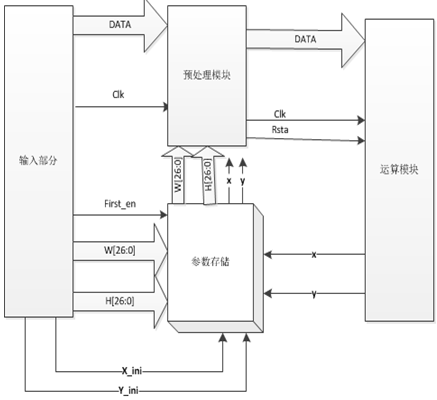 DATA
DATA
预处理模块
Clk
Clk
Rsta
输入部分
运算模块
W[26:0]
H[26:0]
x
y
First_en
W[26:0]
参数存储
x
H[26:0]
y
X_ini
Y_ini